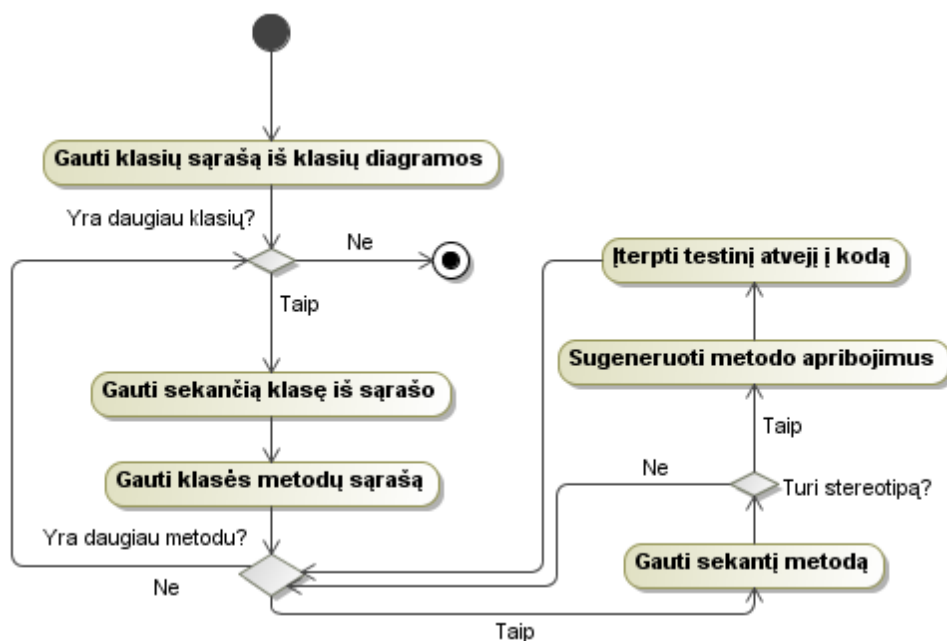 Gauti klasių sąrašą iš klasių diagramos
Yra daugiau klasių?
Ne
Taip
Gauti sekančią klasę iš sąrašo
Gauti klasės metodų sąrašą
Yra daugiau metodu?
Ne
Taip
Gauti sekantį metodą
Turi stereotipą?
Ne
Taip
Sugeneruoti metodo apribojimus
Įterpti testinį atvejį į kodą